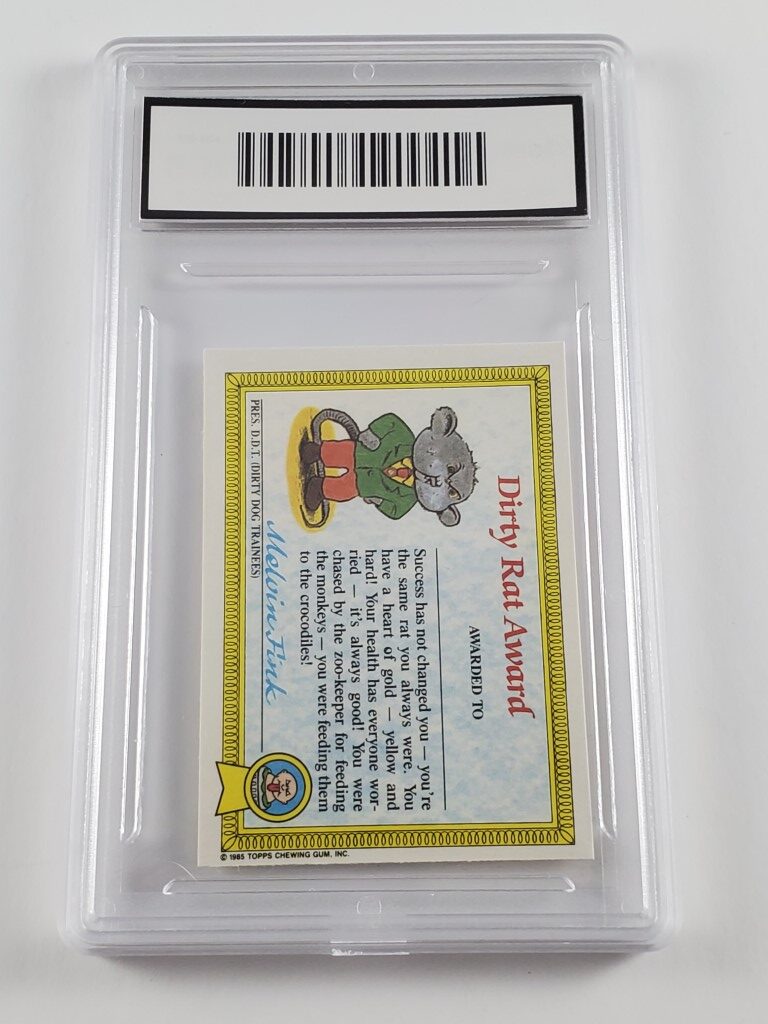 Dirty Rat Award
AWARDED TO
Success has not changed you — you're
the same rat you always were. You
have a heart of gold — yellow and
hard! Your health has everyone wor-
ried — it's always good! You were
chased by the zoo-keeper for feeding
the monkeys — you were feeding them
to the crocodiles!
Melvin Fink
PRES. D.D.T. (DIRTY DOG TRAINEES)
© 1985 TOPPS CHEWING GUM, INC.